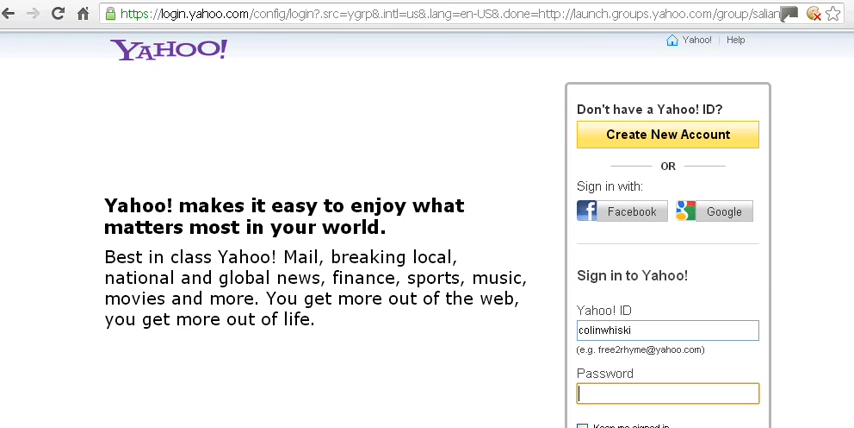 https://login.yahoo.com/config/login?.src=ygrp&.intl=us&.lang=en-US&.done=http://launch.groups.yahoo.com/group/salian
YAHOO!
Yahoo! | Help
Don't have a Yahoo! ID?
Create New Account
OR
Sign in with:
Facebook Google
Yahoo! makes it easy to enjoy what
matters most in your world.
Best in class Yahoo! Mail, breaking local,
national and global news, finance, sports, music,
movies and more. You get more out of the web,
you get more out of life.
Sign in to Yahoo!
Yahoo! ID
colinwhiski
(e.g. free2rhyme@yahoo.com)
Password
Keep me signed in